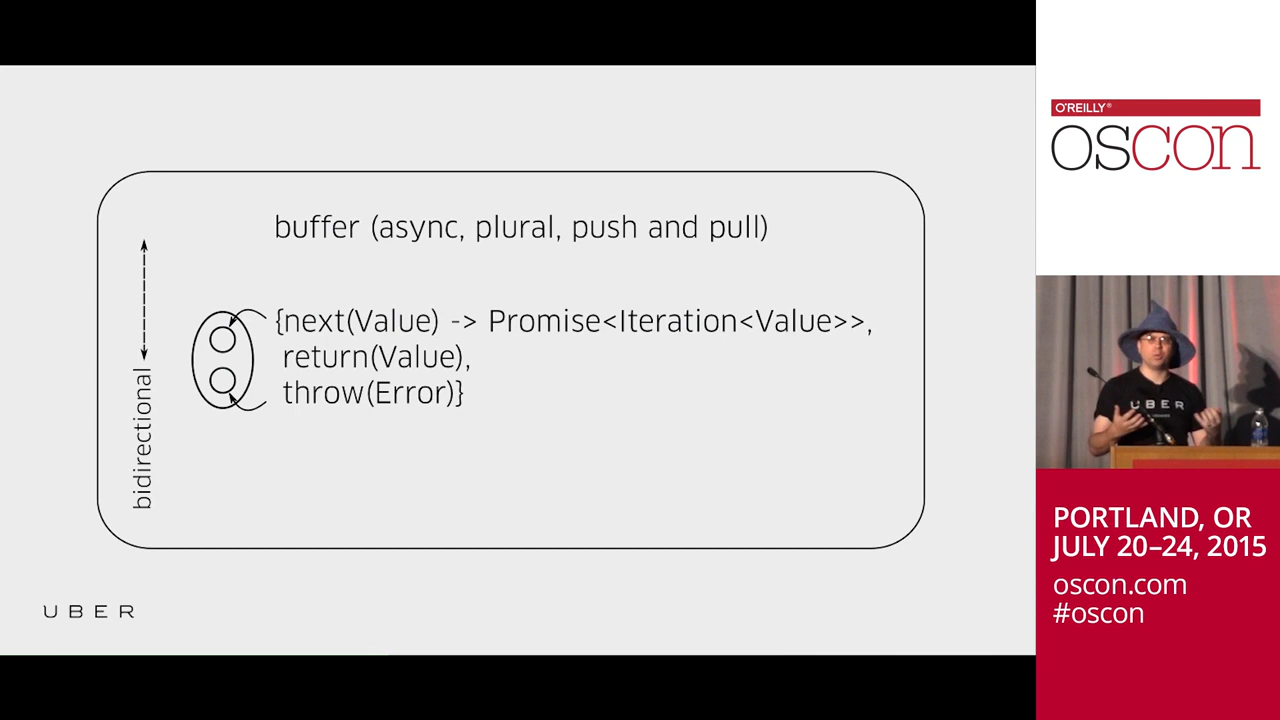 buffer (async, plural, push and pull)
{next(Value) -> Promise<Iteration<Value>>,
return(Value),
throw(Error)}
bidirectional
UBER
O'REILLY®
OSCON
UBER
PORTLAND, OR
JULY 20–24, 2015
oscon.com
#oscon